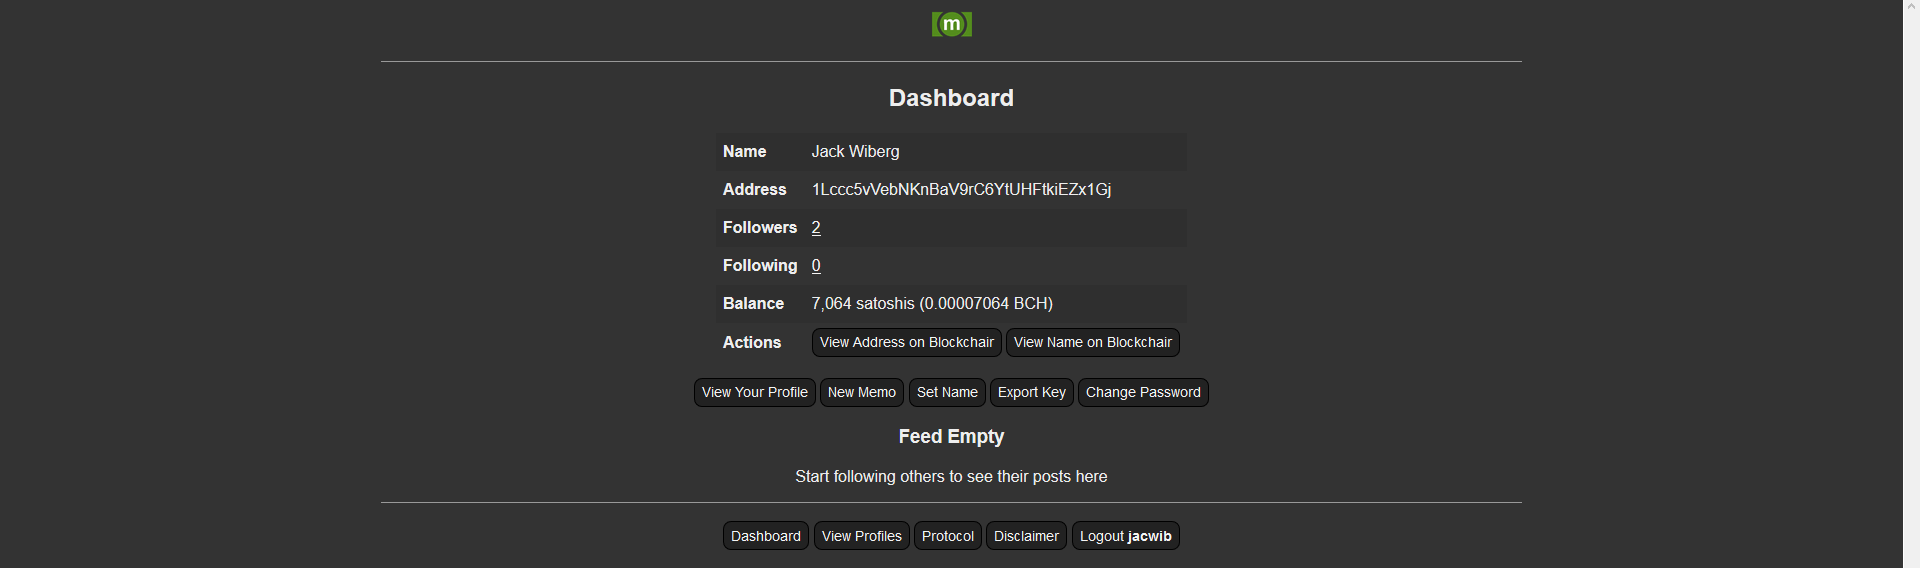 m
Dashboard
Name Jack Wiberg
Address 1Lccc5vVebNKnBaV9rC6YtUHFtkiEZx1Gj
Followers 2
Following 0
Balance 7,064 satoshis (0.00007064 BCH)
Actions View Address on Blockchair View Name on Blockchair
View Your Profile New Memo Set Name Export Key Change Password
Feed Empty
Start following others to see their posts here
Dashboard View Profiles Protocol Disclaimer Logout jacwib